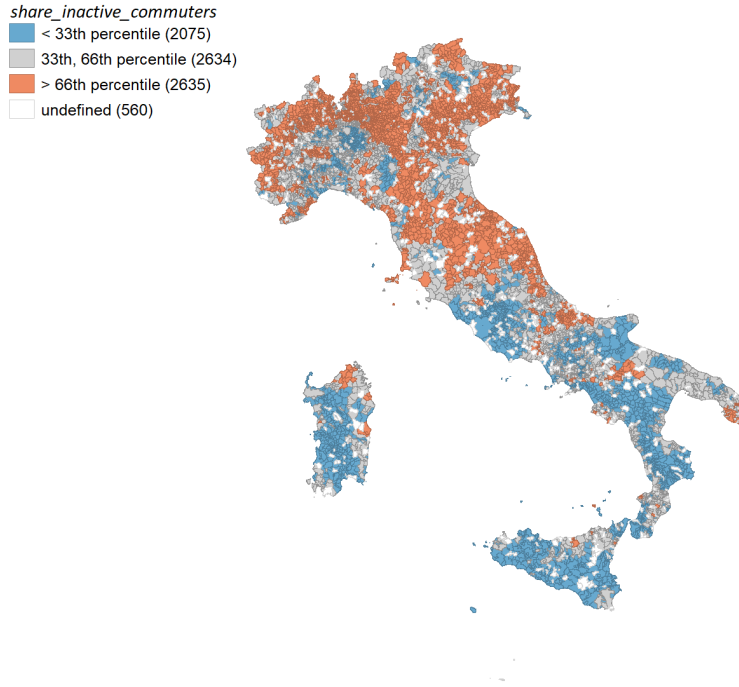 share_inactive_commuters
< 33th percentile (2075)
33th, 66th percentile (2634)
> 66th percentile (2635)
undefined (560)